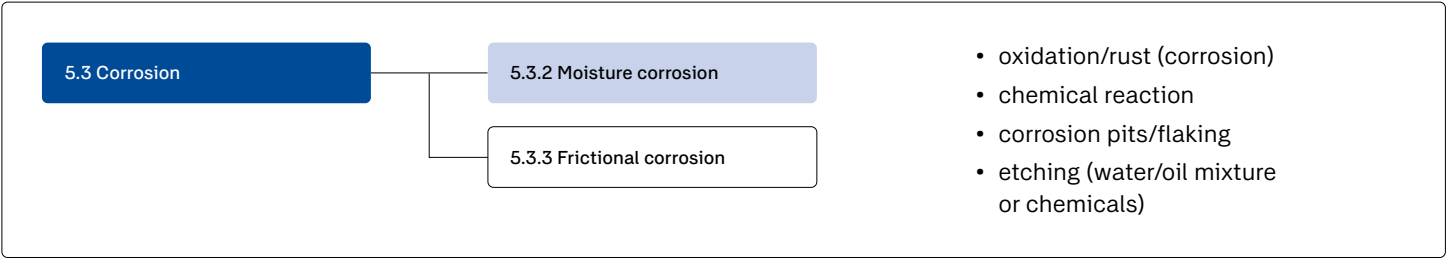 5.3 Corrosion
5.3.2 Moisture corrosion
5.3.3 Frictional corrosion
• oxidation/rust (corrosion)
• chemical reaction
• corrosion pits/flaking
• etching (water/oil mixture
or chemicals)